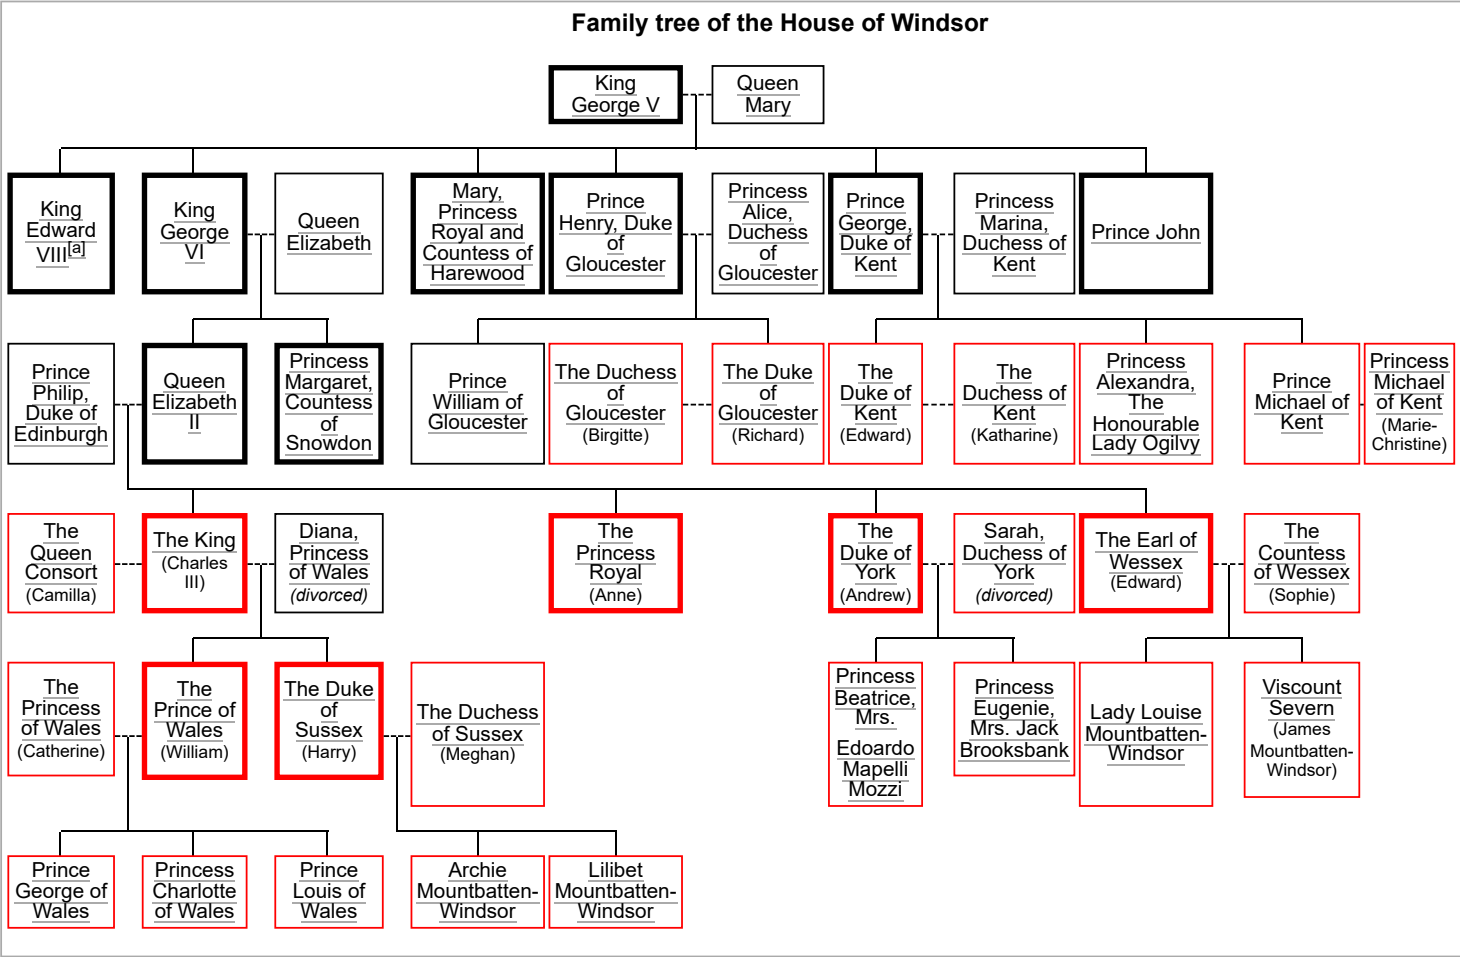 Family tree of the House of Windsor
King
George V
Queen
Mary
King
Edward
VIII[a]
King
George
VI
Queen
Elizabeth
Mary,
Princess
Royal and
Countess of
Harewood
Prince
Henry, Duke
of
Gloucester
Princess
Alice,
Duchess
of
Gloucester
Prince
George,
Duke of
Kent
Princess
Marina,
Duchess of
Kent
Prince John
Prince
Philip,
Duke of
Edinburgh
Queen
Elizabeth
II
Princess
Margaret,
Countess
of
Snowdon
Prince
William of
Gloucester
The Duchess
of
Gloucester
(Birgitte)
The Duke
of
Gloucester
(Richard)
The
Duke of
Kent
(Edward)
The
Duchess of
Kent
(Katharine)
Princess
Alexandra,
The
Honourable
Lady Ogilvy
Prince
Michael of
Kent
Princess
Michael
of Kent
(Marie-
Christine)
The
Queen
Consort
(Camilla)
The King
(Charles
III)
Diana,
Princess
of Wales
(divorced)
The
Princess
Royal
(Anne)
The
Duke of
York
(Andrew)
Sarah,
Duchess of
York
(divorced)
The Earl of
Wessex
(Edward)
The
Countess
of Wessex
(Sophie)
The
Princess
of Wales
(Catherine)
The
Prince of
Wales
(William)
The Duke
of
Sussex
(Harry)
The Duchess
of Sussex
(Meghan)
Princess
Beatrice,
Mrs.
Edoardo
Mapelli
Mozzi
Princess
Eugenie,
Mrs. Jack
Brooksbank
Lady Louise
Mountbatten-
Windsor
Viscount
Severn
(James
Mountbatten-
Windsor)
Prince
George of
Wales
Princess
Charlotte
of Wales
Prince
Louis of
Wales
Archie
Mountbatten-
Windsor
Lilibet
Mountbatten-
Windsor